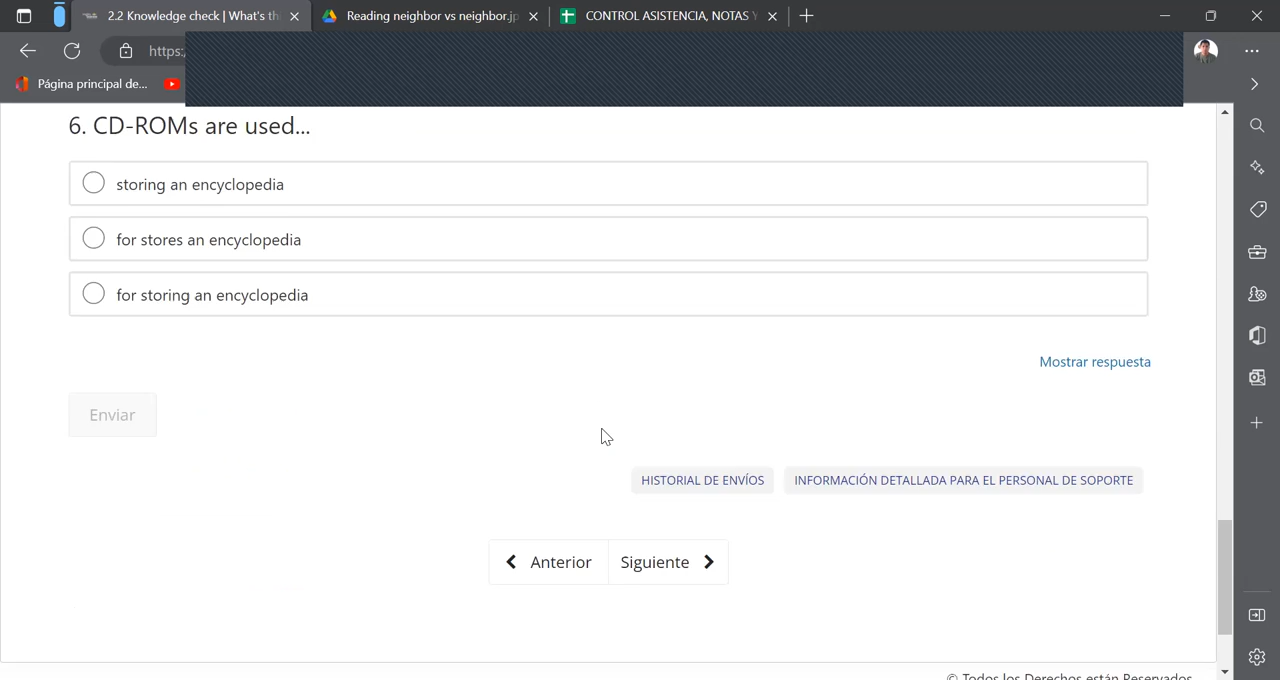 2.2 Knowledge check | What's th
Reading neighbor vs neighbor.jp
CONTROL ASISTENCIA, NOTAS Y
https:
Página principal de...
6. CD-ROMs are used...
storing an encyclopedia
for stores an encyclopedia
for storing an encyclopedia
Mostrar respuesta
Enviar
HISTORIAL DE ENVÍOS
INFORMACIÓN DETALLADA PARA EL PERSONAL DE SOPORTE
Anterior
Siguiente
© Todos los Derechos están Reservados